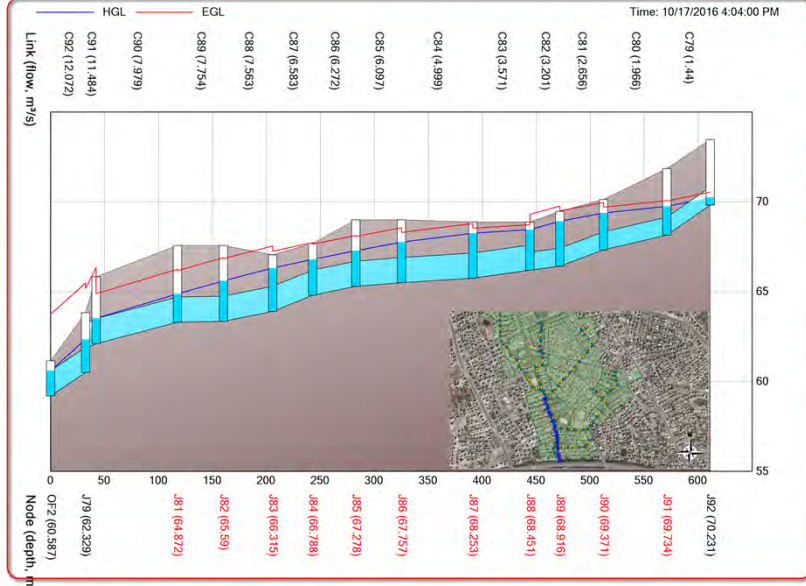 HGL
EGL
Time: 10/17/2016 4:04:00 PM
Link (flow, m³/s)
C92 (12.072)
C91 (11.484)
C90 (7.979)
C89 (7.754)
C88 (7.563)
C87 (6.583)
C86 (6.272)
C85 (6.097)
C84 (4.999)
C83 (3.571)
C82 (3.201)
C81 (2.656)
C80 (1.966)
C79 (1.44)
70
65
60
55
0 50 100 150 200 250 300 350 400 450 500 550 600
Node (depth, m
OF2 (60.587)
J79 (62.329)
J81 (64.872)
J82 (65.59)
J83 (66.315)
J84 (66.788)
J85 (67.278)
J86 (67.757)
J87 (68.253)
J88 (68.451)
J89 (68.916)
J90 (69.371)
J91 (69.734)
J92 (70.231)